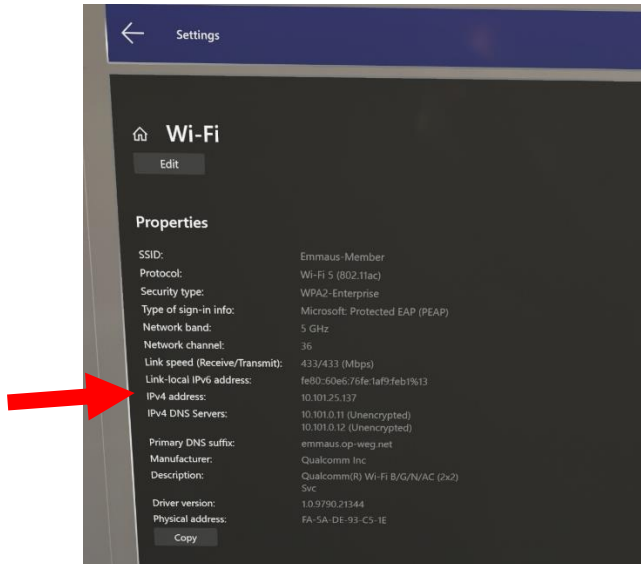 Settings
Wi-Fi
Edit
Properties
SSID: Emmaus-Member
Protocol: Wi-Fi 5 (802.11ac)
Security type: WPA2-Enterprise
Type of sign-in info: Microsoft: Protected EAP (PEAP)
Network band: 5 GHz
Network channel: 36
Link speed (Receive/Transmit): 433/433 (Mbps)
Link-local IPv6 address: fe80::60e6:76fe:1af9:feb1%13
IPv4 address: 10.101.25.137
IPv4 DNS Servers: 10.101.0.11 (Unencrypted)
10.101.0.12 (Unencrypted)
Primary DNS suffix: emmaus.op-weg.net
Manufacturer: Qualcomm Inc
Description: Qualcomm(R) Wi-Fi B/G/N/AC (2x2)
Svc
Driver version: 1.0.9790.21344
Physical address: FA-5A-DE-93-C5-1E
Copy